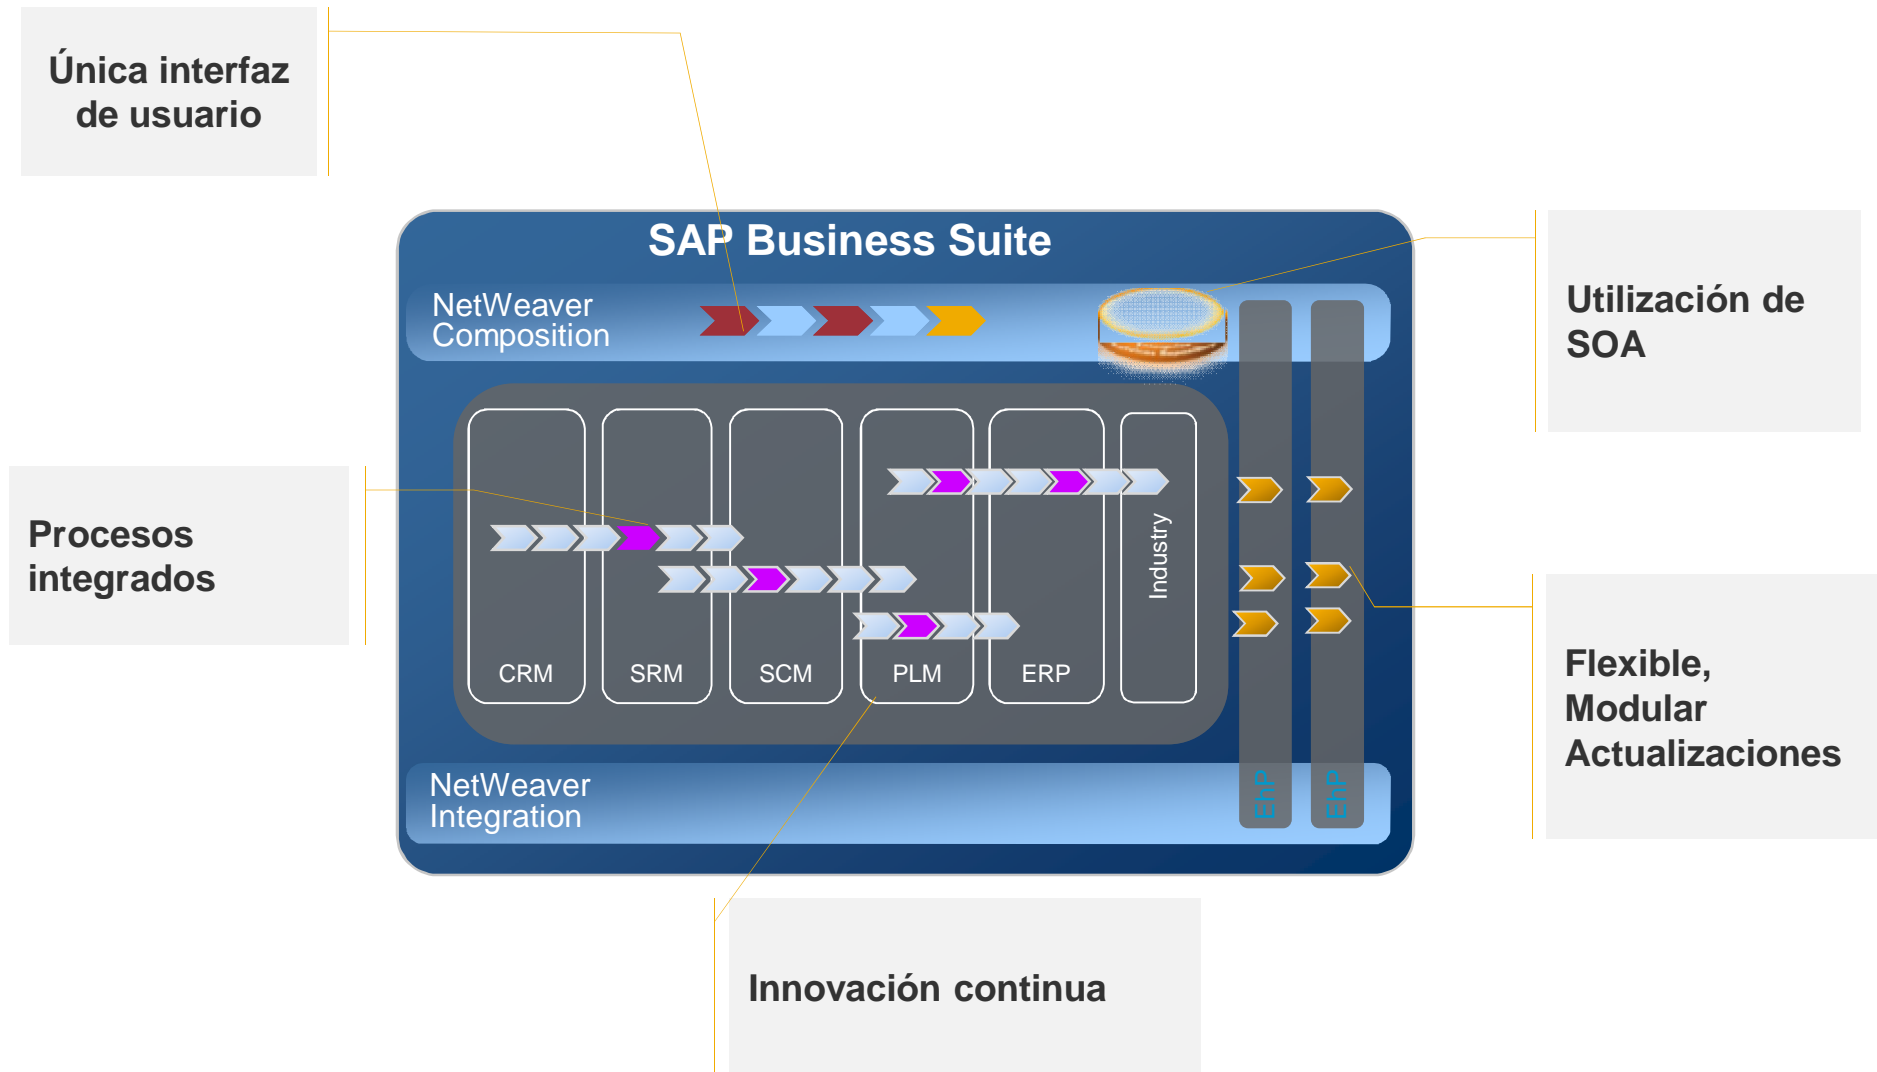 Única interfaz
de usuario
SAP Business Suite
NetWeaver
Composition
Utilización de
SOA
Procesos
integrados
Industry
CRM
SRM
SCM
PLM
ERP
Flexible,
Modular
Actualizaciones
NetWeaver
Integration
EhP
EhP
Innovación continua